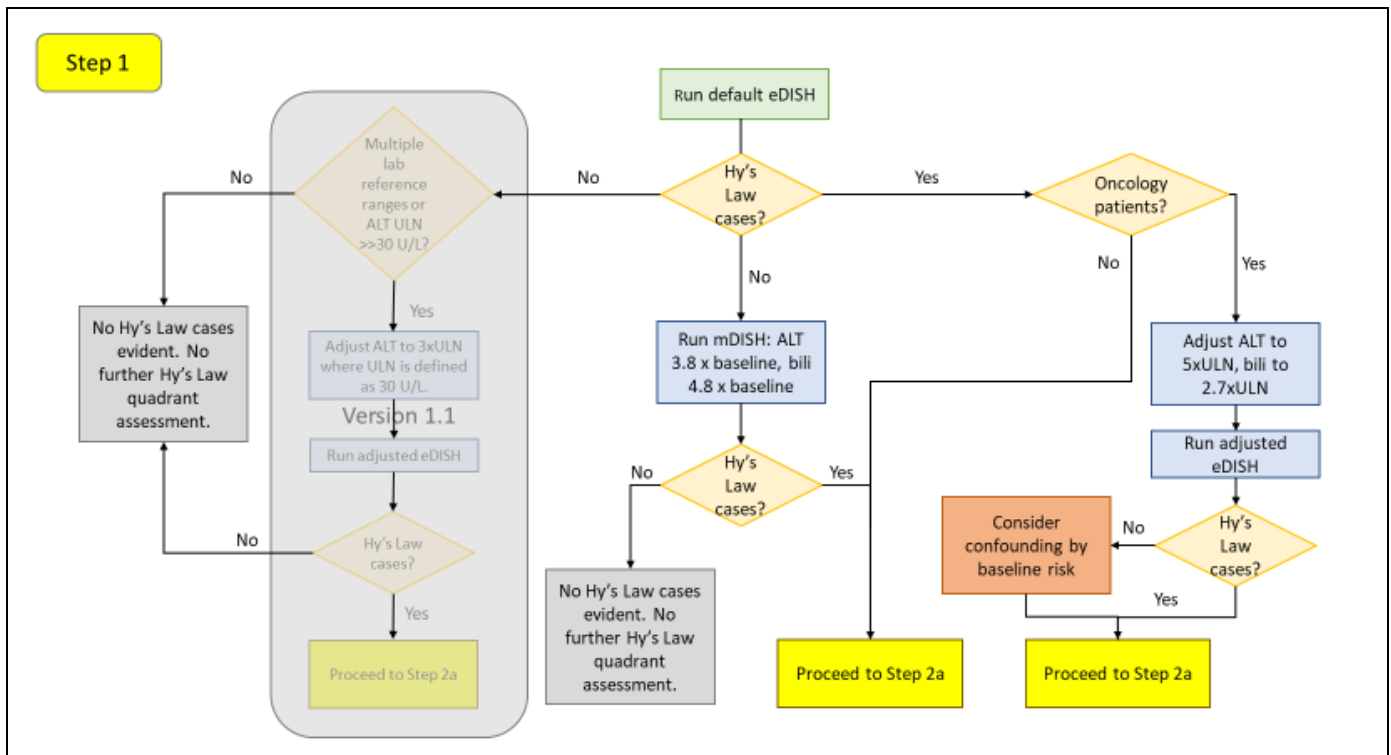 Step 1
Run default eDISH
Multiple
lab
reference
ranges or
ALT ULN
>>30 U/L?
No
No
Hy's
Law
cases?
Yes
Oncology
patients?
No
No
Yes
Yes
No Hy's Law cases
evident. No
further Hy's Law
quadrant
assessment.
Adjust ALT to 3xULN
where ULN is defined
as 30 U/L.
Version 1.1
Run adjusted eDISH
Run mDISH: ALT
3.8 x baseline, bili
4.8 x baseline
Adjust ALT to
5xULN, bili to
2.7xULN
Run adjusted
eDISH
No
Hy's Law
cases?
Yes
No
Hy's
Law
cases?
Yes
Consider
confounding by
baseline risk
No
Hy's
Law
cases?
Yes
No Hy's Law cases
evident. No
further Hy's Law
quadrant
assessment.
Proceed to Step 2a
Proceed to Step 2a
Proceed to Step 2a